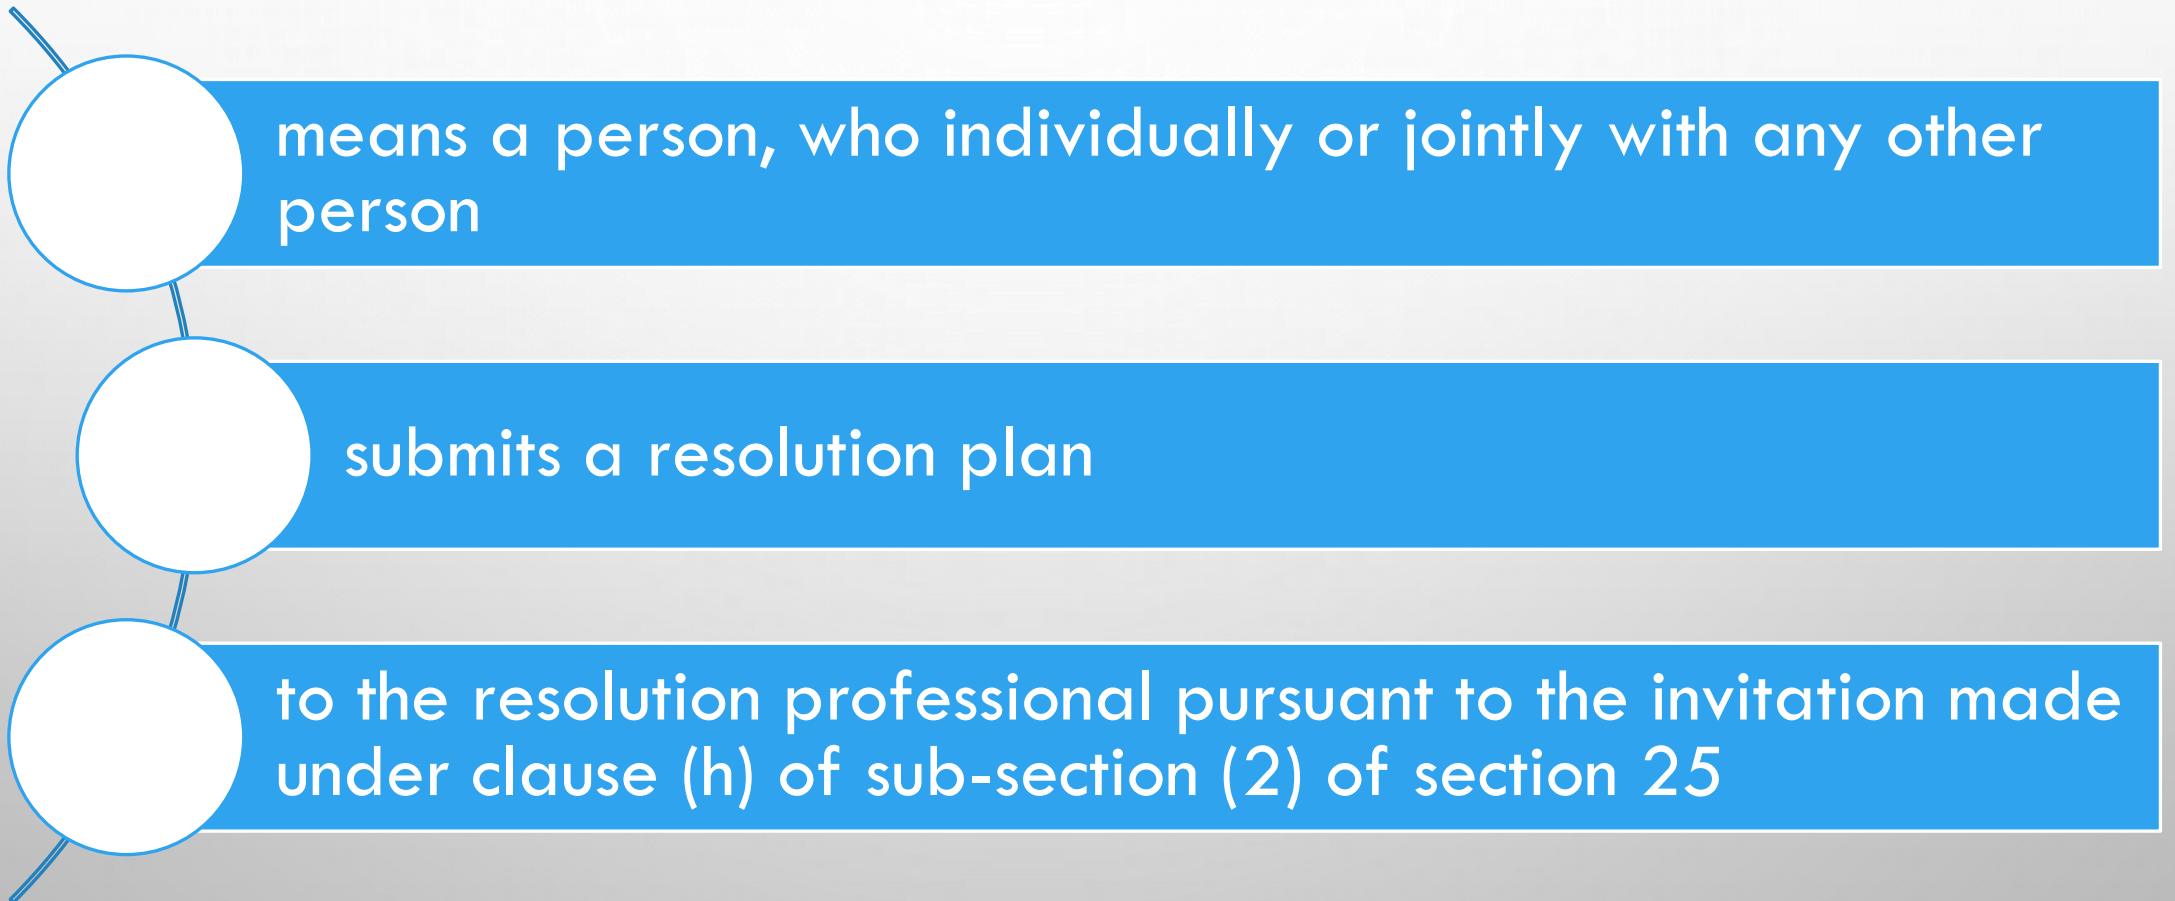 means a person, who individually or jointly with any other
person
submits a resolution plan
to the resolution professional pursuant to the invitation made
under clause (h) of sub-section (2) of section 25